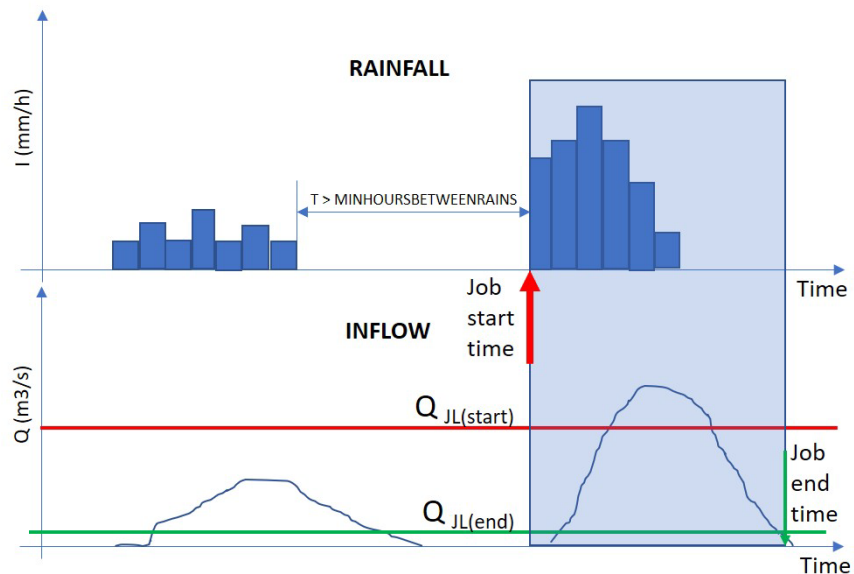 RAINFALL
I (mm/h)
T > MINHOURSBETWEENRAINS
Time
Job
start
time
INFLOW
Q (m3/s)
Q JL(start)
Job
end
time
Q JL(end)
Time